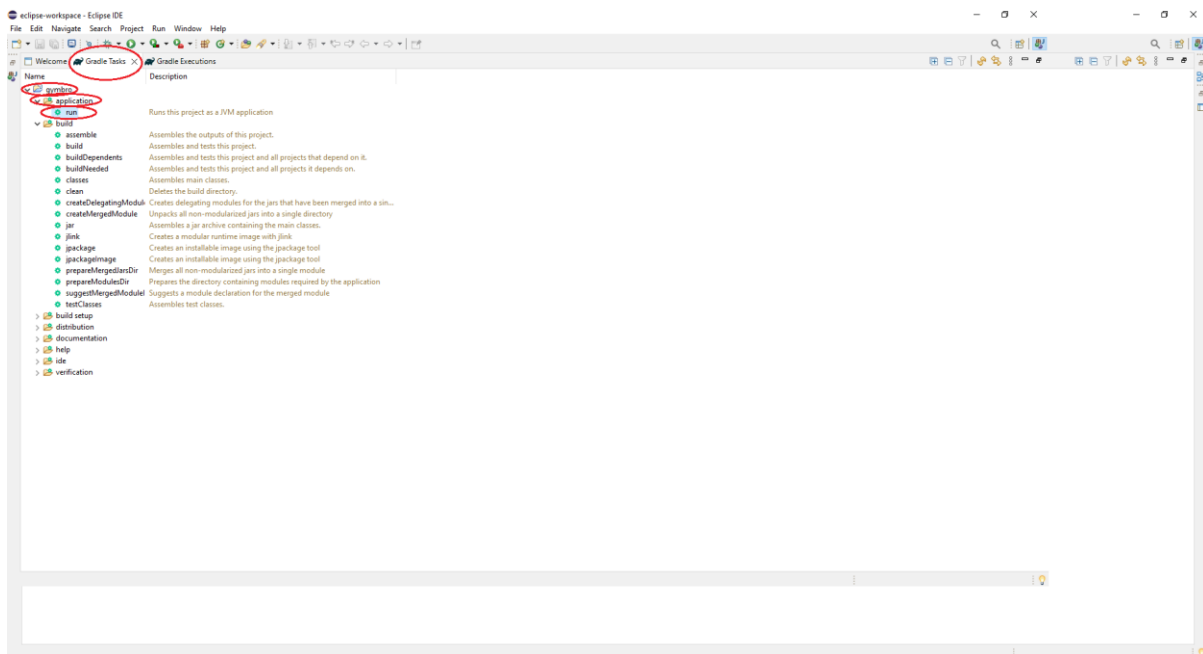 eclipse-workspace - Eclipse IDE
File Edit Navigate Search Project Run Window Help
Welcome Gradle Tasks Gradle Executions
Name Description
gymbro
application
run Runs this project as a JVM application
build
assemble Assembles the outputs of this project.
build Assembles and tests this project.
buildDependents Assembles and tests this project and all projects that depend on it.
buildNeeded Assembles and tests this project and all projects it depends on.
classes Assembles main classes.
clean Deletes the build directory.
createDelegatingModul Creates delegating modules for the jars that have been merged into a sin...
createMergedModule Unpacks all non-modularized jars into a single directory
jar Assembles a jar archive containing the main classes.
jlink Creates a modular runtime image with jlink
jpackage Creates an installable image using the jpackage tool
jpackageImage Creates an installable image using the jpackage tool
prepareMergedJarsDir Merges all non-modularized jars into a single module
prepareModulesDir Prepares the directory containing modules required by the application
suggestMergedModuleI Suggests a module declaration for the merged module
testClasses Assembles test classes.
build setup
distribution
documentation
help
ide
verification